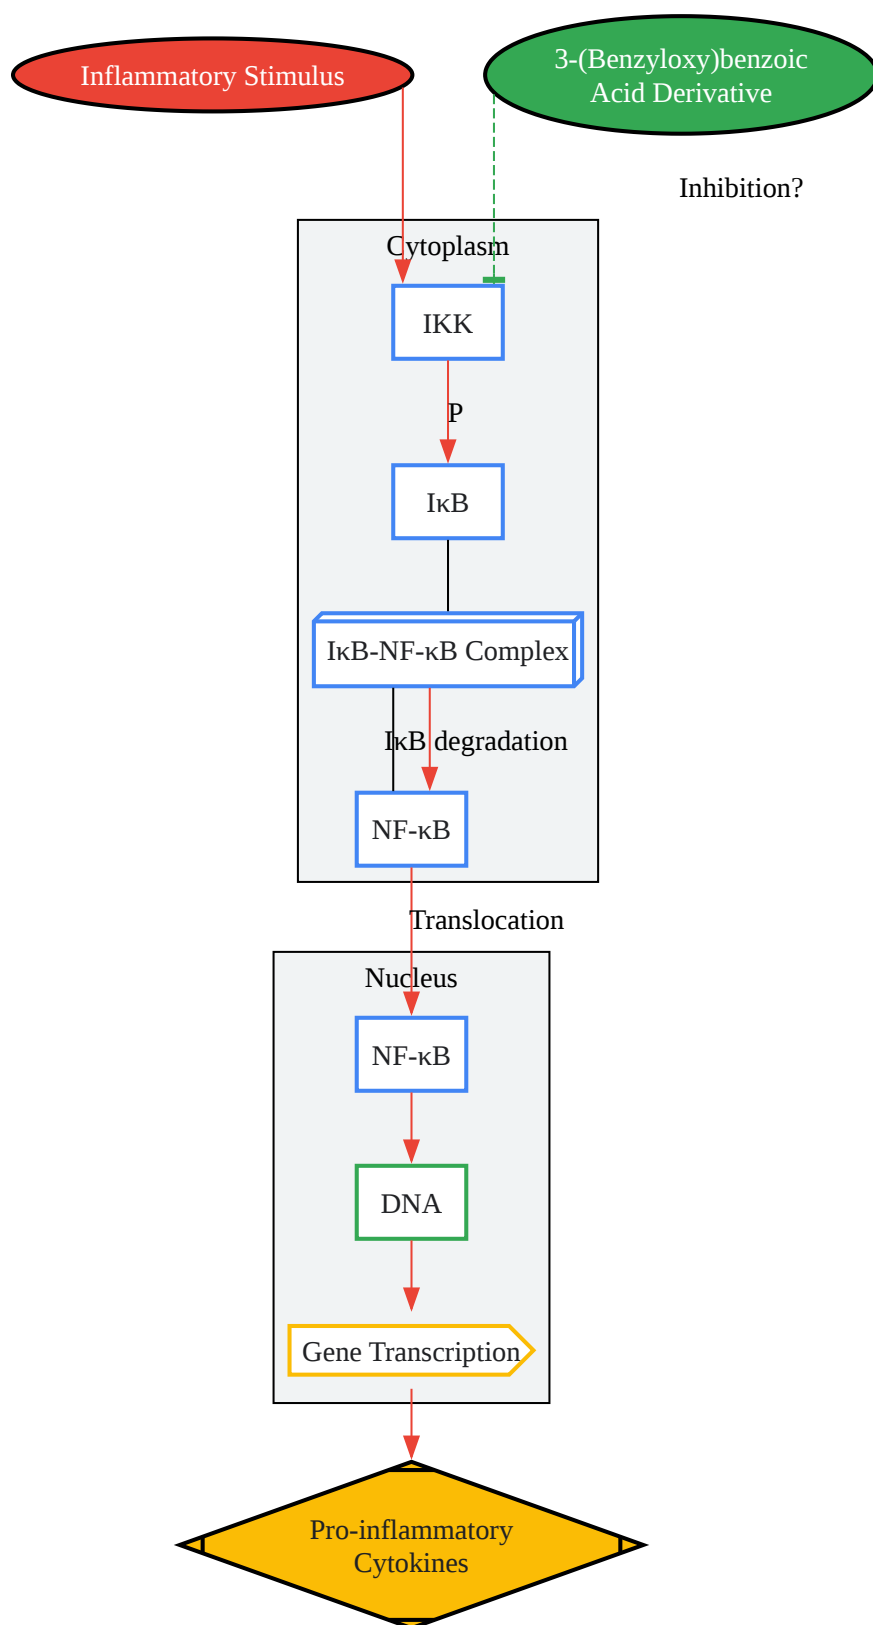 Inflammatory Stimulus
3-(Benzyloxy)benzoic
Acid Derivative
Inhibition?
Cytoplasm
IKK
P
IκB
IκB-NF-κB Complex
IκB degradation
NF-κB
Translocation
Nucleus
NF-κB
DNA
Gene Transcription
Pro-inflammatory
Cytokines